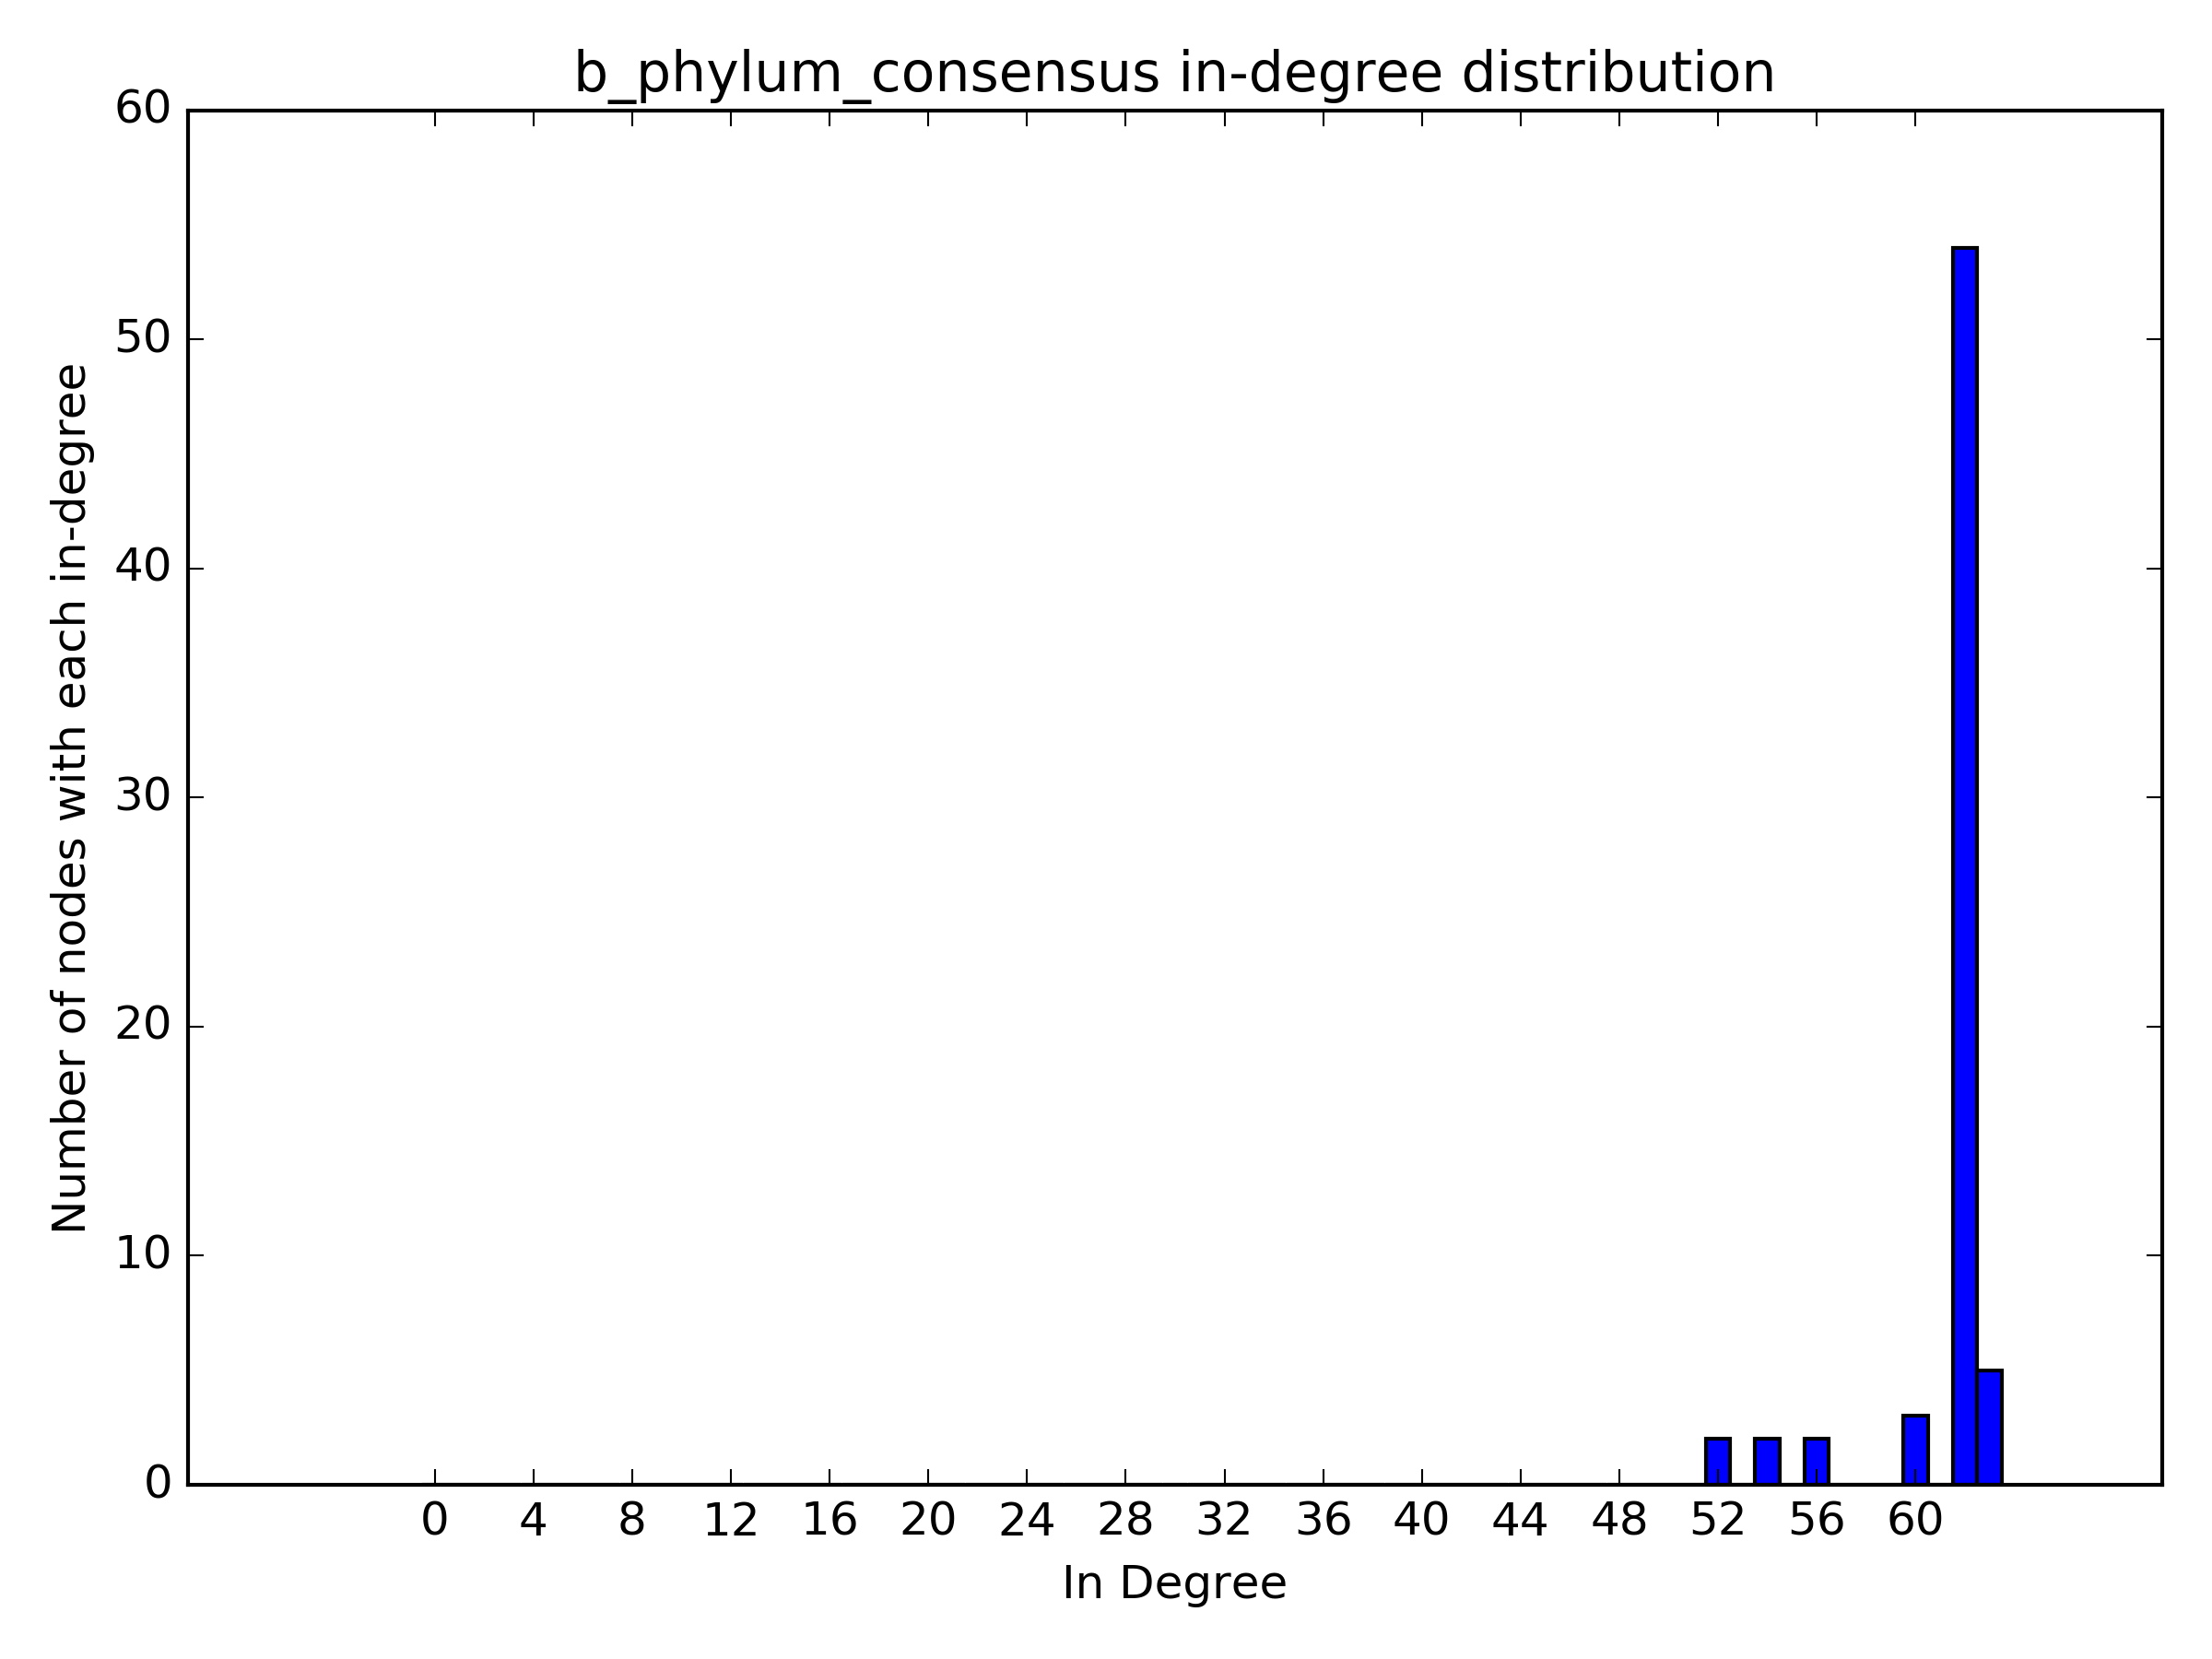 b_phylum_consensus in-degree distribution
Number of nodes with each in-degree
60
50
40
30
20
10
0
0 4 8 12 16 20 24 28 32 36 40 44 48 52 56 60
In Degree